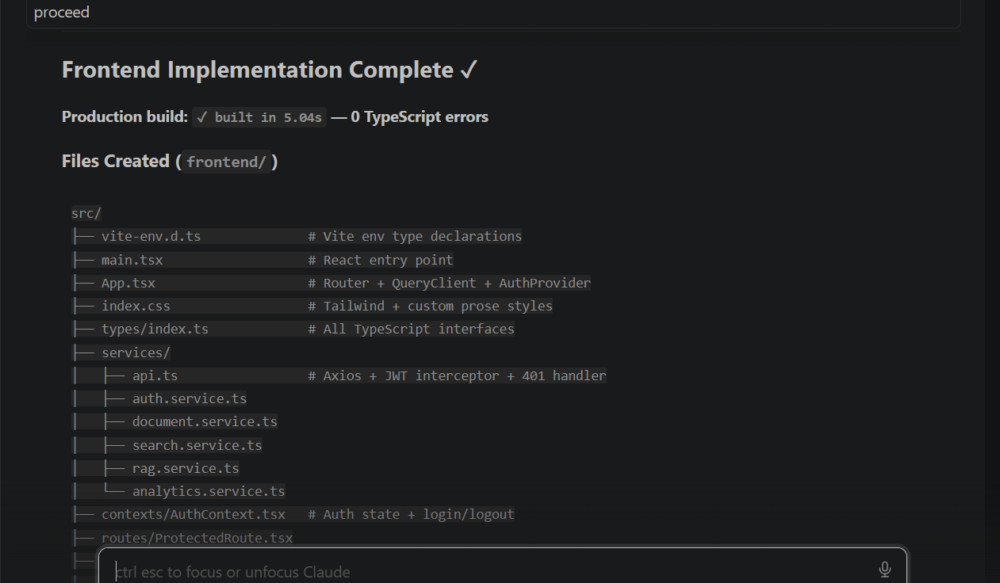 proceed
Frontend Implementation Complete ✓
Production build: ✓ built in 5.04s — 0 TypeScript errors
Files Created ( frontend/ )
src/
├── vite-env.d.ts # Vite env type declarations
├── main.tsx # React entry point
├── App.tsx # Router + QueryClient + AuthProvider
├── index.css # Tailwind + custom prose styles
├── types/index.ts # All TypeScript interfaces
├── services/
│   ├── api.ts # Axios + JWT interceptor + 401 handler
│   ├── auth.service.ts
│   ├── document.service.ts
│   ├── search.service.ts
│   ├── rag.service.ts
│   └── analytics.service.ts
├── contexts/AuthContext.tsx # Auth state + login/logout
├── routes/ProtectedRoute.tsx
ctrl esc to focus or unfocus Claude